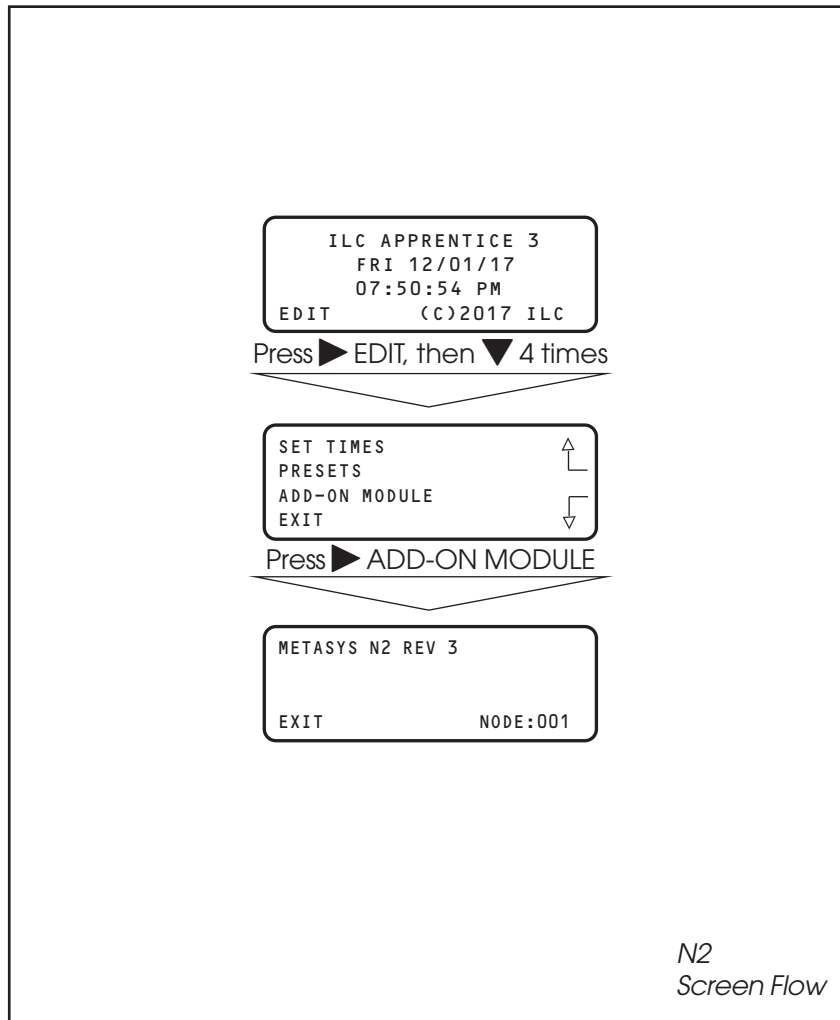 ILC APPRENTICE 3
FRI 12/01/17
07:50:54 PM
EDIT (C)2017 ILC
Press ▶ EDIT, then ▼ 4 times
SET TIMES
PRESETS
ADD-ON MODULE
EXIT
Press ▶ ADD-ON MODULE
METASYS N2 REV 3
EXIT NODE:001
N2
Screen Flow